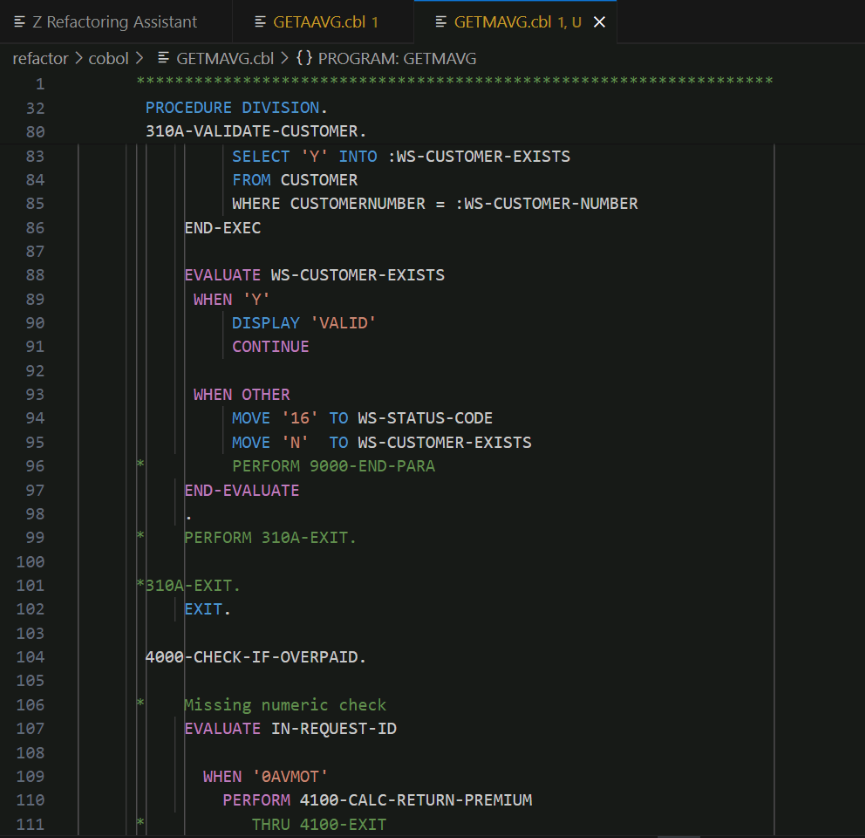 Z Refactoring Assistant GETAAVG.cbl 1 GETMAVG.cbl 1, U
refactor > cobol > GETMAVG.cbl > {} PROGRAM: GETMAVG
1 ******************************************************************
32 PROCEDURE DIVISION.
80 310A-VALIDATE-CUSTOMER.
83 SELECT 'Y' INTO :WS-CUSTOMER-EXISTS
84 FROM CUSTOMER
85 WHERE CUSTOMERNUMBER = :WS-CUSTOMER-NUMBER
86 END-EXEC
87
88 EVALUATE WS-CUSTOMER-EXISTS
89 WHEN 'Y'
90 DISPLAY 'VALID'
91 CONTINUE
92
93 WHEN OTHER
94 MOVE '16' TO WS-STATUS-CODE
95 MOVE 'N' TO WS-CUSTOMER-EXISTS
96 * PERFORM 9000-END-PARA
97 END-EVALUATE
98 .
99 * PERFORM 310A-EXIT.
100
101 *310A-EXIT.
102 EXIT.
103
104 4000-CHECK-IF-OVERPAID.
105
106 * Missing numeric check
107 EVALUATE IN-REQUEST-ID
108
109 WHEN '0AVMOT'
110 PERFORM 4100-CALC-RETURN-PREMIUM
111 * THRU 4100-EXIT